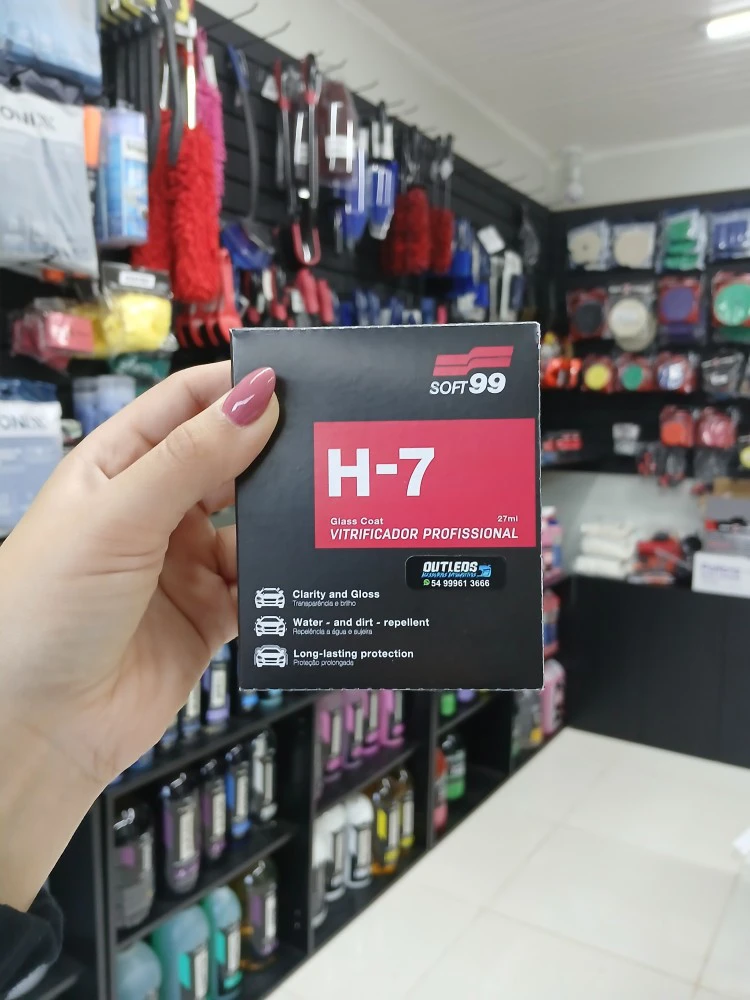 SOFT99
H-7
Glass Coat 27ml
VITRIFICADOR PROFISSIONAL
OUTLEDS
54 99961 3666
Clarity and Gloss
Transparência e brilho
Water - and dirt - repellent
Repelência a água e sujeira
Long-lasting protection
Proteção prolongada